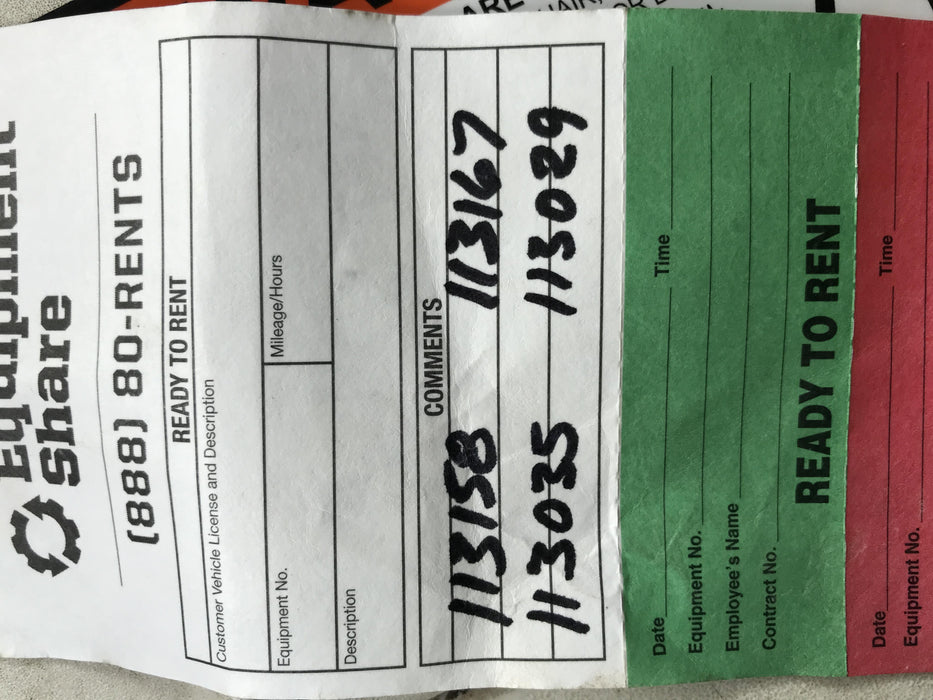 ARE
Equipment
Share
(888) 80-RENTS
READY TO RENT
Customer Vehicle License and Description
Equipment No.
Mileage/Hours
Description
COMMENTS
113158 113167
113035 113029
Date Time
Equipment No.
Employee's Name
Contract No.
READY TO RENT
Date Time
Equipment No.